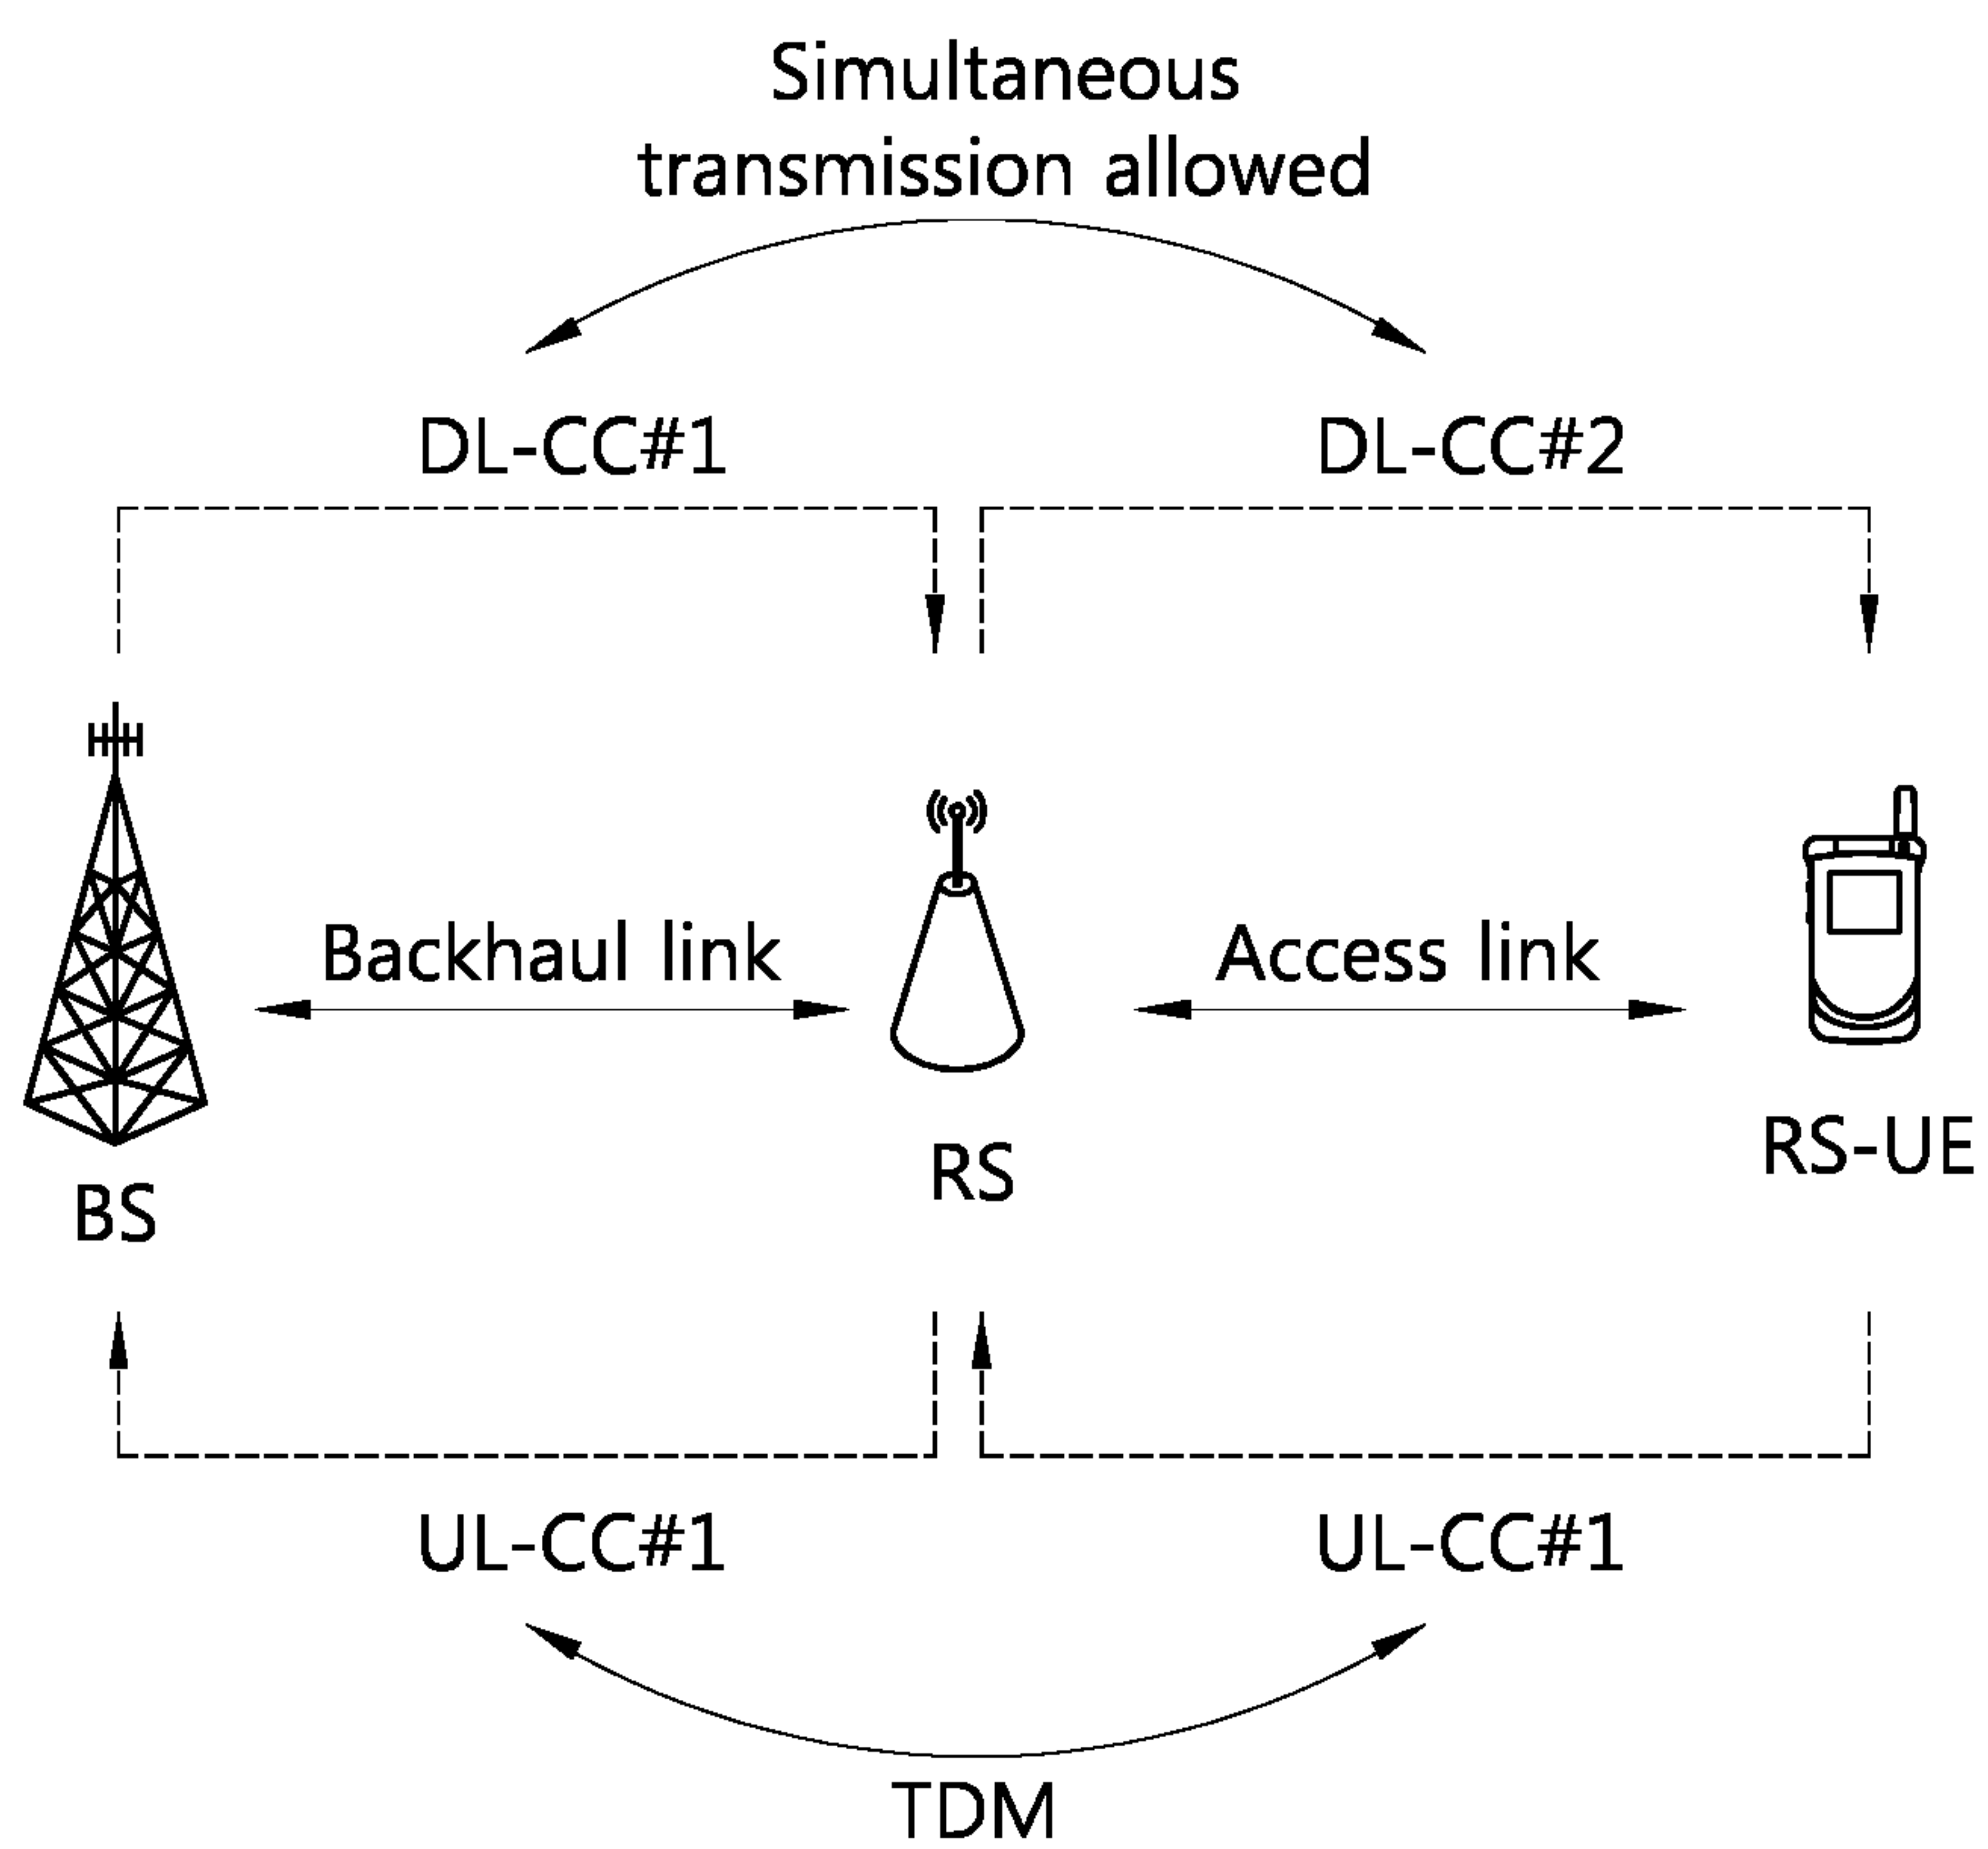 Simultaneous
transmission allowed
DL-CC#1
DL-CC#2
Backhaul link
Access link
BS
RS
RS-UE
UL-CC#1
UL-CC#1
TDM